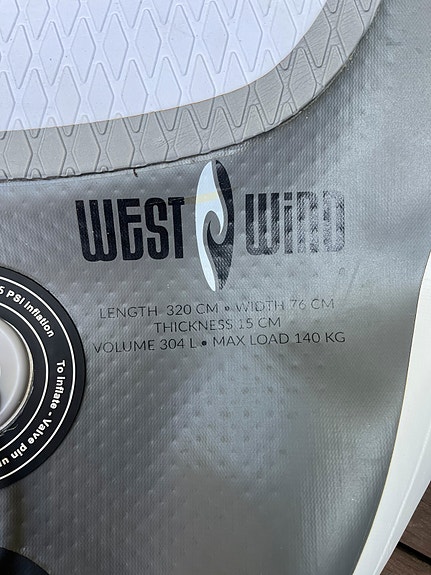 WEST WIND
LENGTH 320 CM • WIDTH 76 CM
THICKNESS 15 CM
VOLUME 304 L • MAX LOAD 140 KG
5 PSI inflation
To inflate - Valve pin